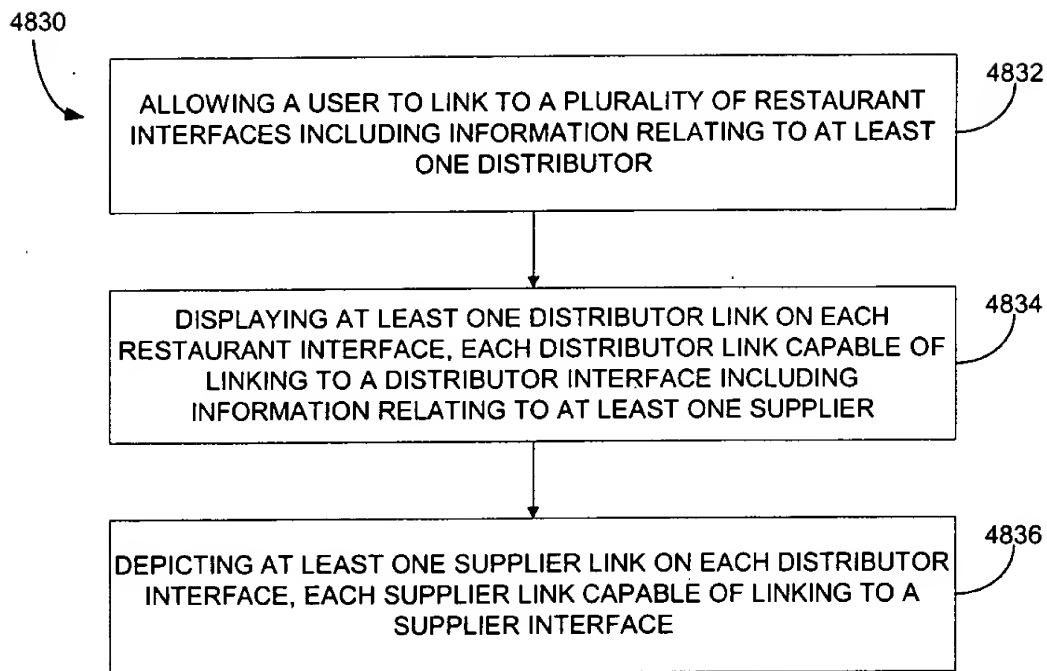 4830
4832
ALLOWING A USER TO LINK TO A PLURALITY OF RESTAURANT
INTERFACES INCLUDING INFORMATION RELATING TO AT LEAST
ONE DISTRIBUTOR
4834
DISPLAYING AT LEAST ONE DISTRIBUTOR LINK ON EACH
RESTAURANT INTERFACE, EACH DISTRIBUTOR LINK CAPABLE OF
LINKING TO A DISTRIBUTOR INTERFACE INCLUDING
INFORMATION RELATING TO AT LEAST ONE SUPPLIER
4836
DEPICTING AT LEAST ONE SUPPLIER LINK ON EACH DISTRIBUTOR
INTERFACE, EACH SUPPLIER LINK CAPABLE OF LINKING TO A
SUPPLIER INTERFACE